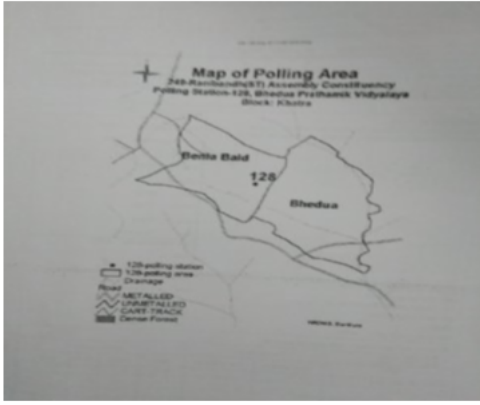 Map of Polling Area
249-Ranibandh(ST) Assembly Constituency
Polling Station-128, Bhedua Prathamik Vidyalaya
Block: Khatra
Bentla Baid
128
Bhedua
128-polling station
128-polling area
Drainage
Road
METALLED
UNMETALLED
CART-TRACK
Dense Forest